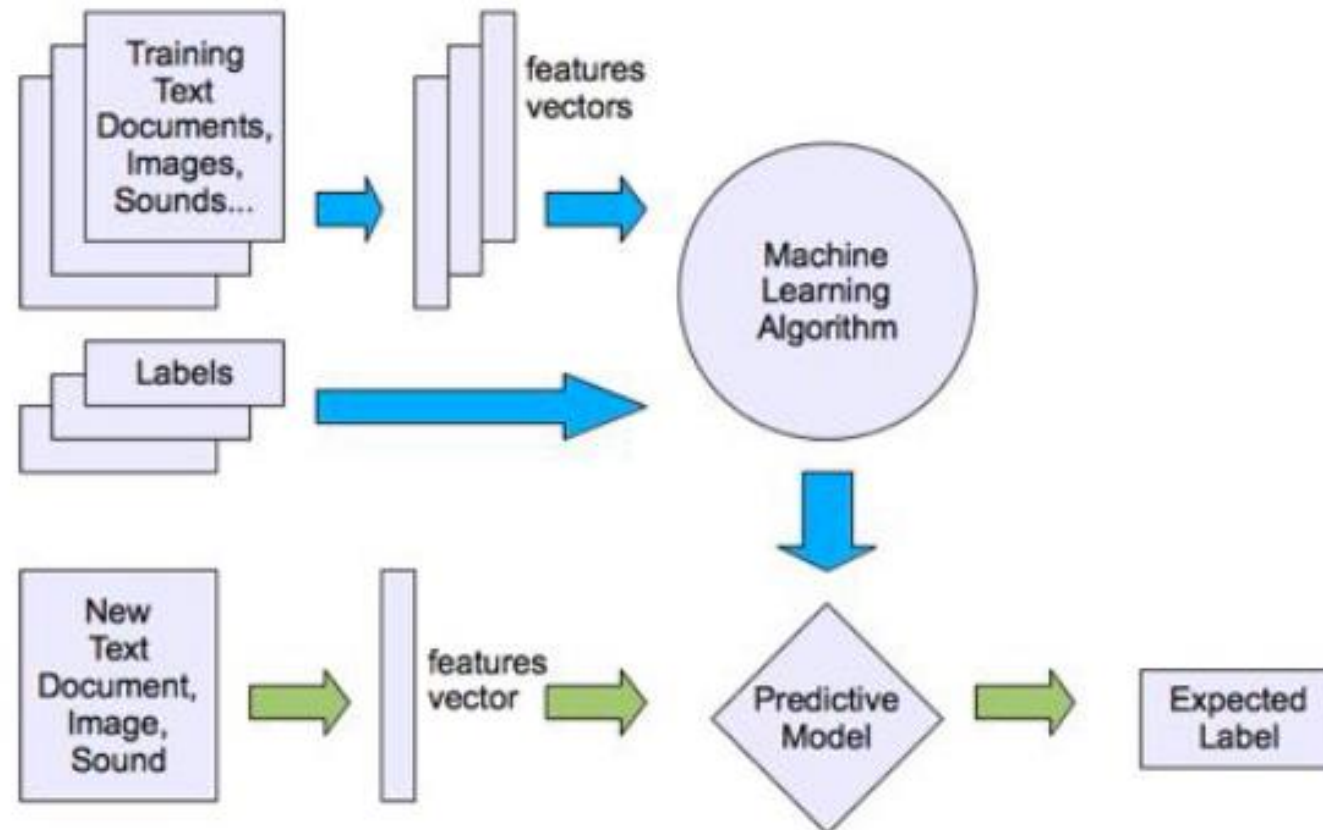 Training
Text
Documents,
Images,
Sounds...
features
vectors
Machine
Learning
Algorithm
Labels
New
Text
Document,
Image,
Sound
features
vector
Predictive
Model
Expected
Label